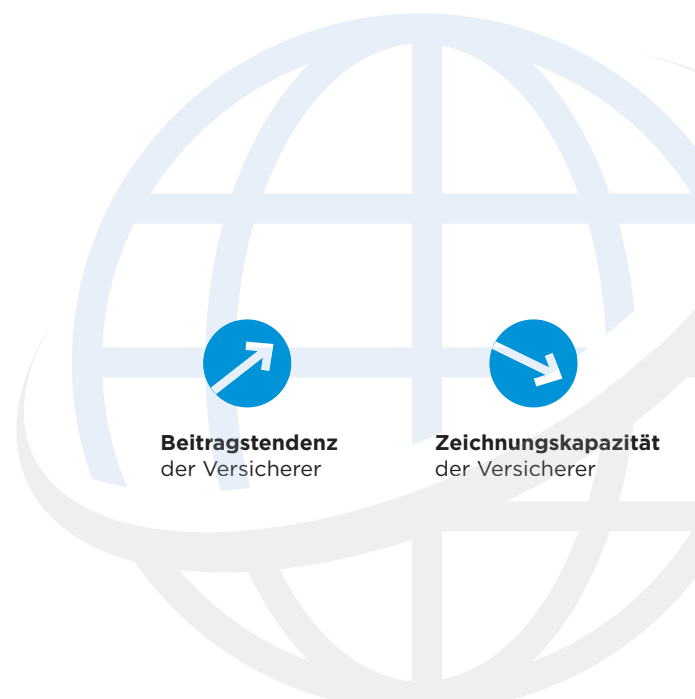 Beitragstendenz
der Versicherer
Zeichnungskapazität
der Versicherer